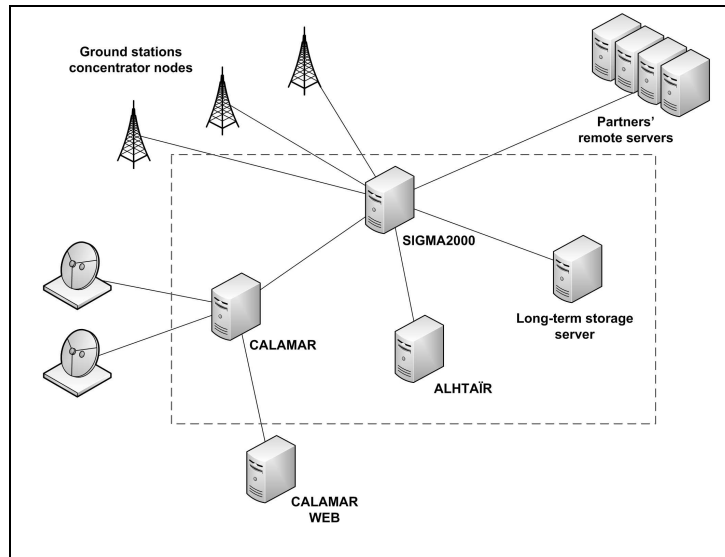 Ground stations
concentrator nodes
Partners'
remote servers
SIGMA2000
Long-term storage
server
CALAMAR
ALHTAÏR
CALAMAR
WEB